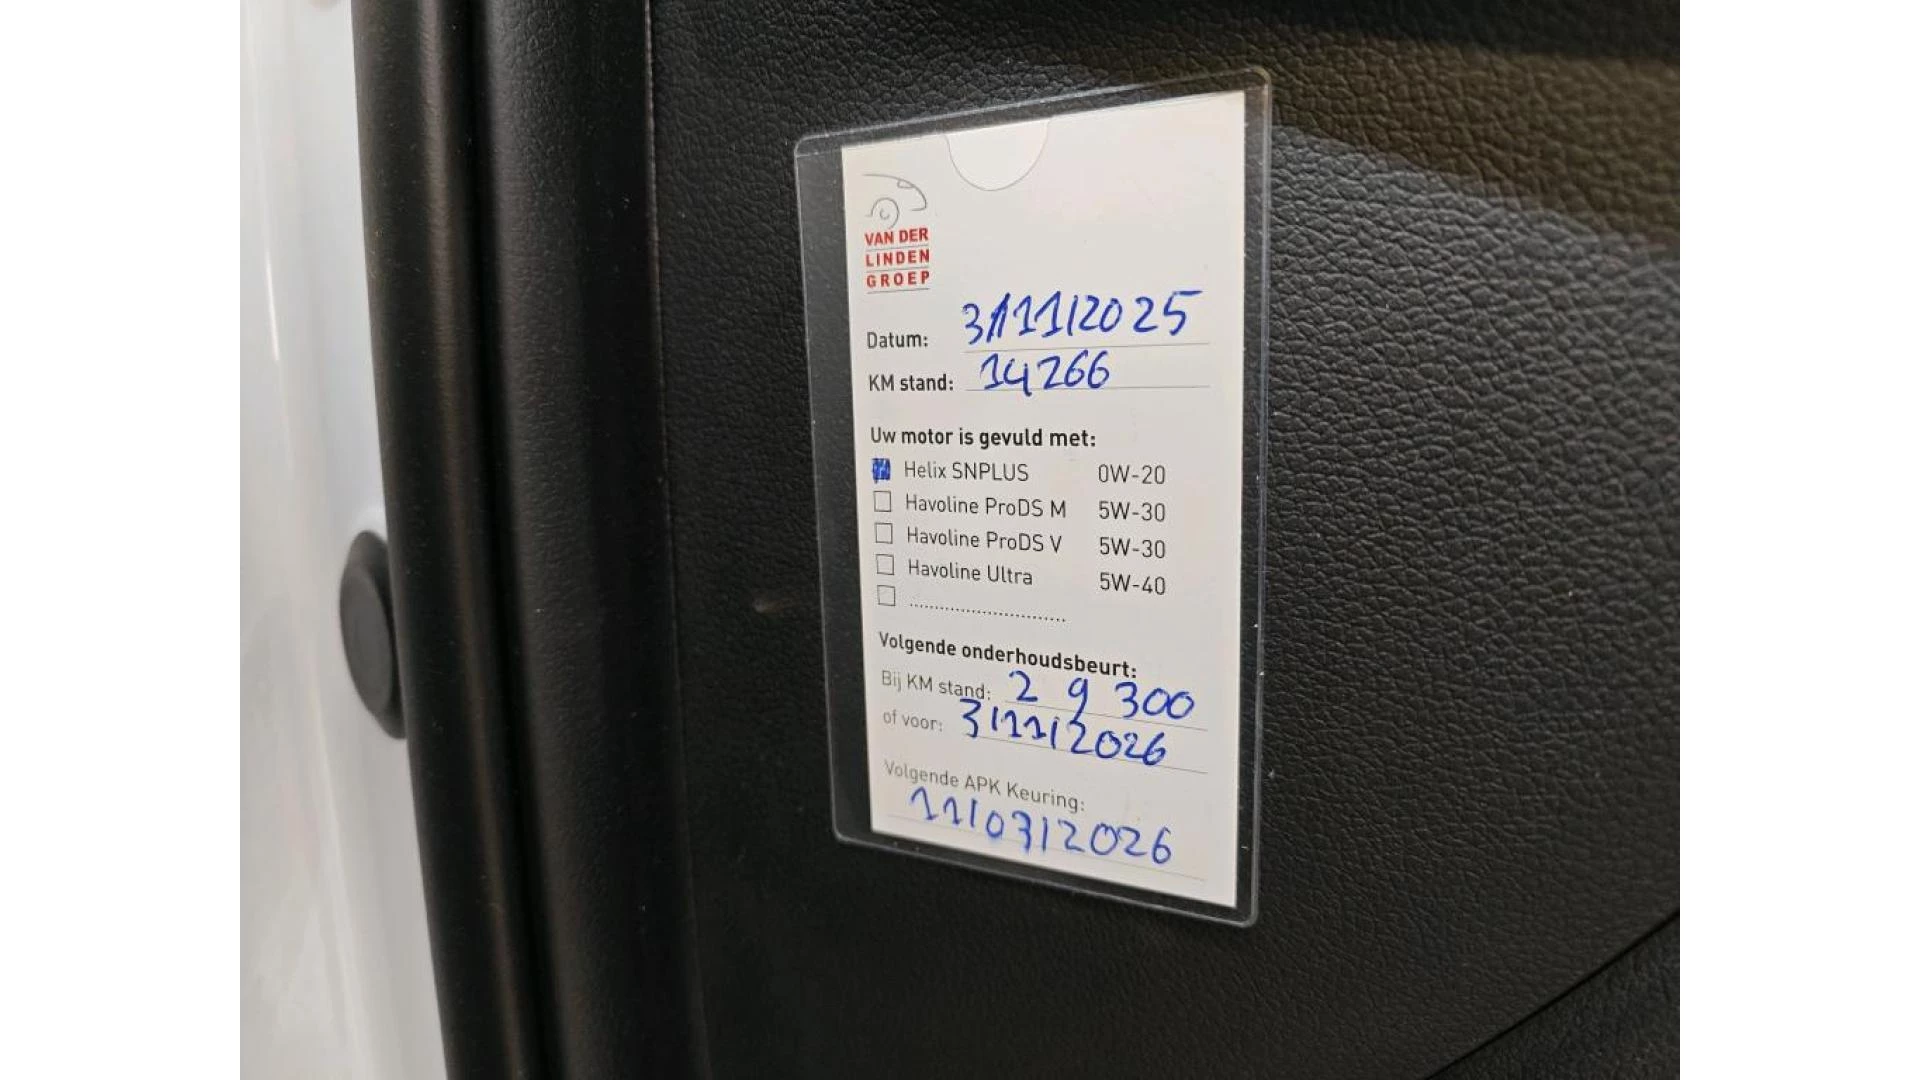 VAN DER
LINDEN
GROEP
Datum: 3/11/2025
KM stand: 14266
Uw motor is gevuld met:
Helix SNPLUS 0W-20
Havoline ProDS M 5W-30
Havoline ProDS V 5W-30
Havoline Ultra 5W-40
..............................
Volgende onderhoudsbeurt:
Bij KM stand: 29300
of voor: 3/11/2026
Volgende APK Keuring:
11/07/2026